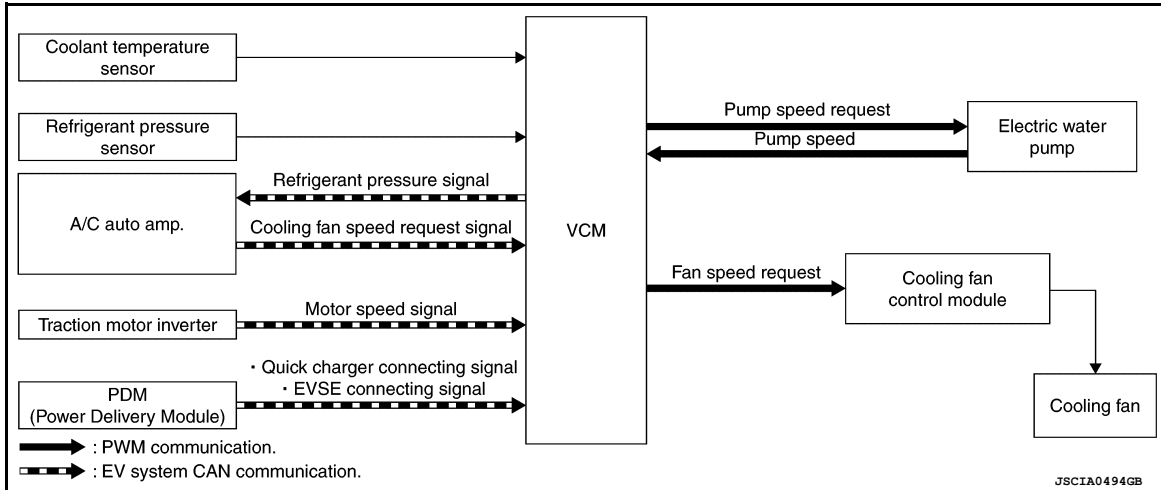 Coolant temperature
sensor
Refrigerant pressure
sensor
A/C auto amp.
Refrigerant pressure signal
Cooling fan speed request signal
Traction motor inverter
Motor speed signal
PDM
(Power Delivery Module)
・Quick charger connecting signal
・EVSE connecting signal
VCM
Pump speed request
Pump speed
Electric water
pump
Fan speed request
Cooling fan
control module
Cooling fan
: PWM communication.
: EV system CAN communication.
JSCIA0494GB